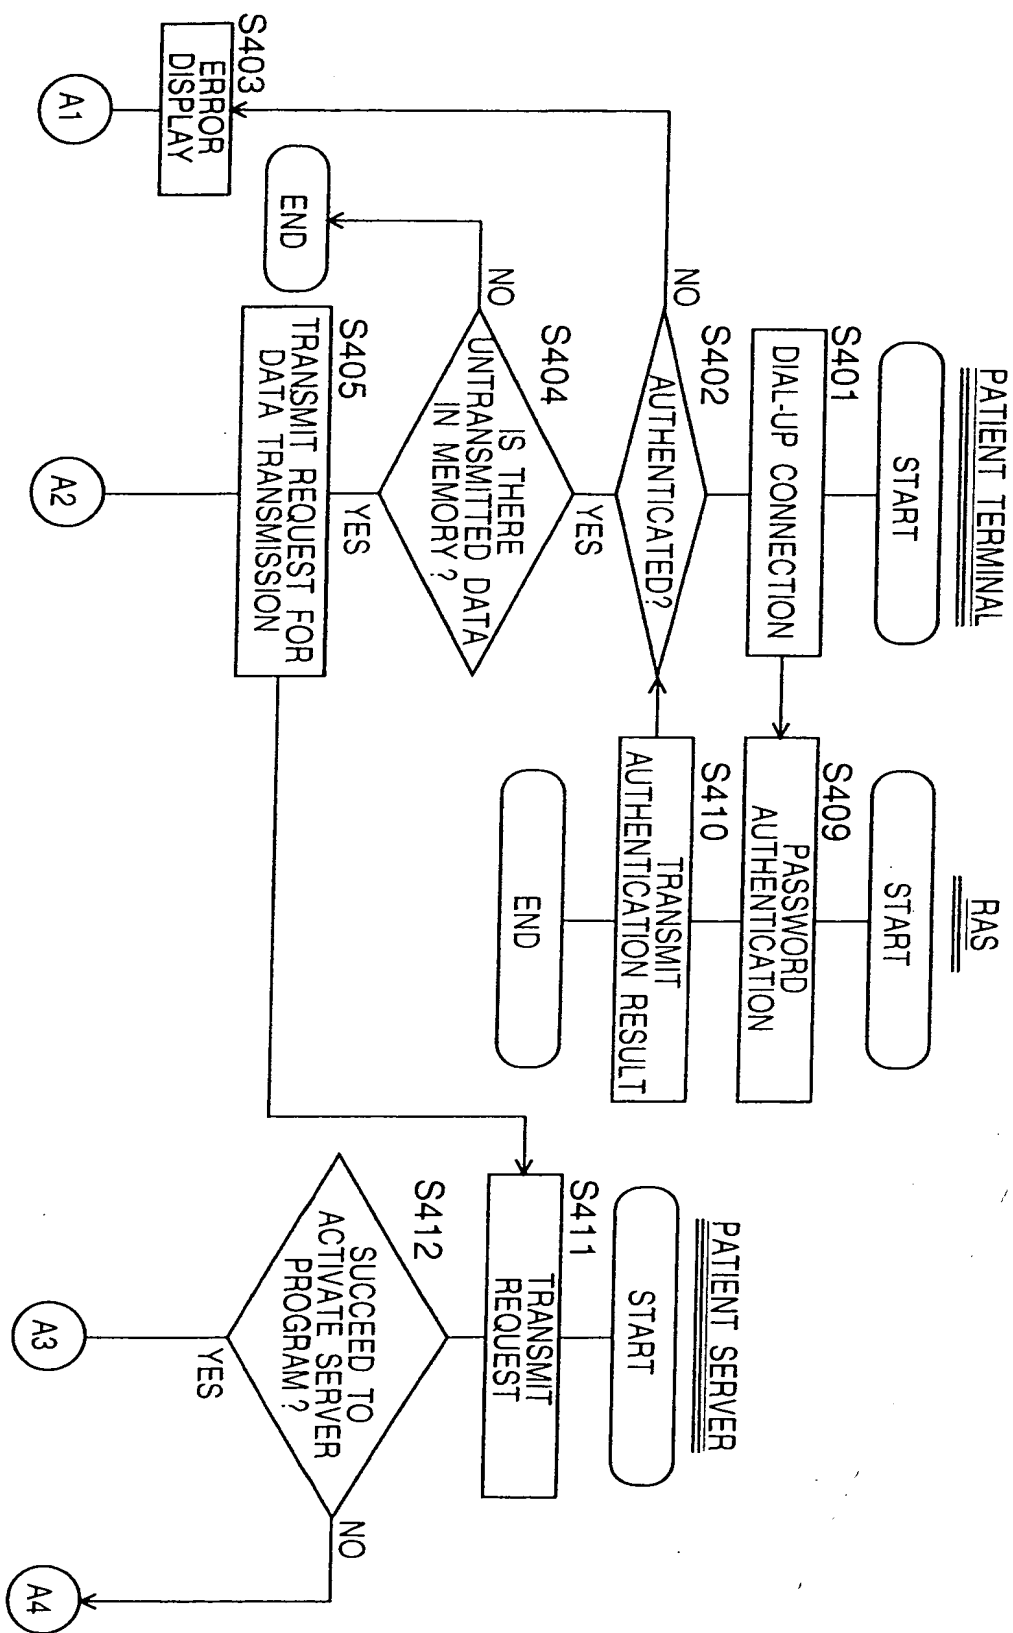 PATIENT TERMINAL
START
S401
DIAL-UP CONNECTION
S402
AUTHENTICATED?
NO
YES
S403
ERROR
DISPLAY
A1
S404
IS THERE
UNTRANSMITTED DATA
IN MEMORY?
NO
END
YES
S405
TRANSMIT REQUEST FOR
DATA TRANSMISSION
A2
RAS
START
S409
PASSWORD
AUTHENTICATION
S410
TRANSMIT
AUTHENTICATION RESULT
END
PATIENT SERVER
START
S411
TRANSMIT
REQUEST
S412
SUCCEED TO
ACTIVATE SERVER
PROGRAM?
YES
NO
A3
A4